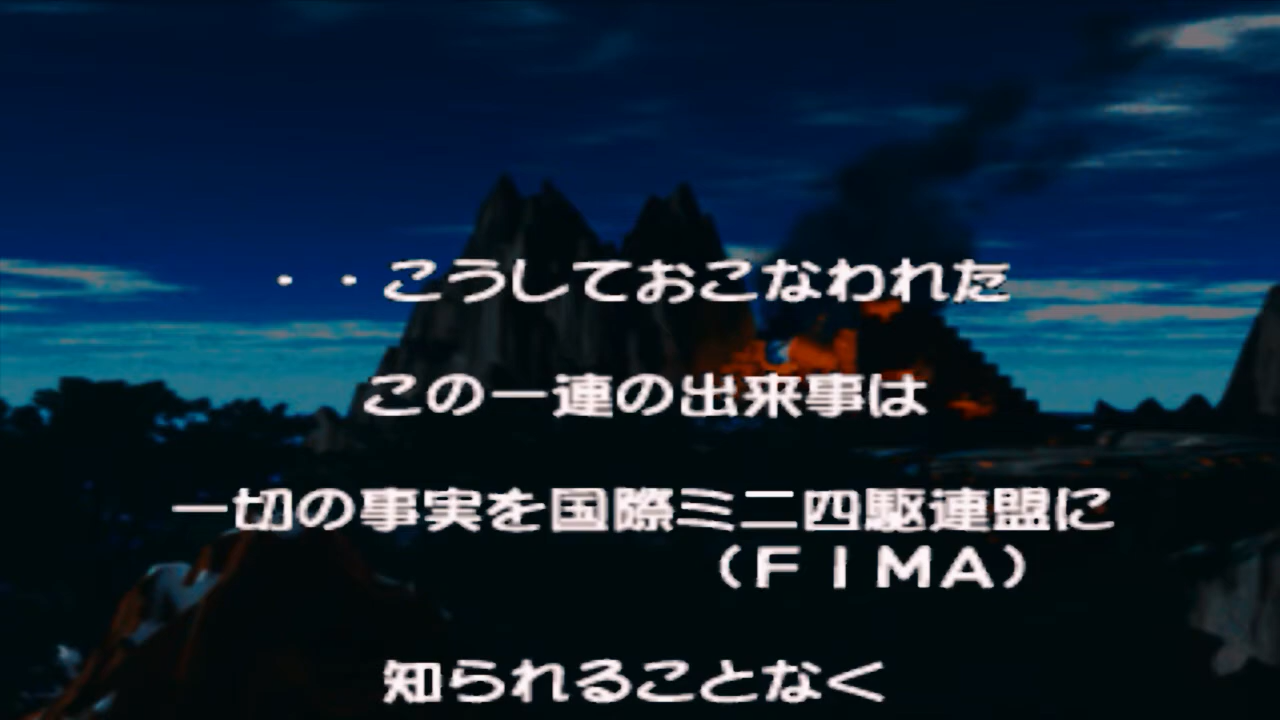 ・・こうしておこなわれた
この一連の出来事は
一切の事実を国際ミニ四駆連盟に
（ＦＩＭＡ）
知られることなく